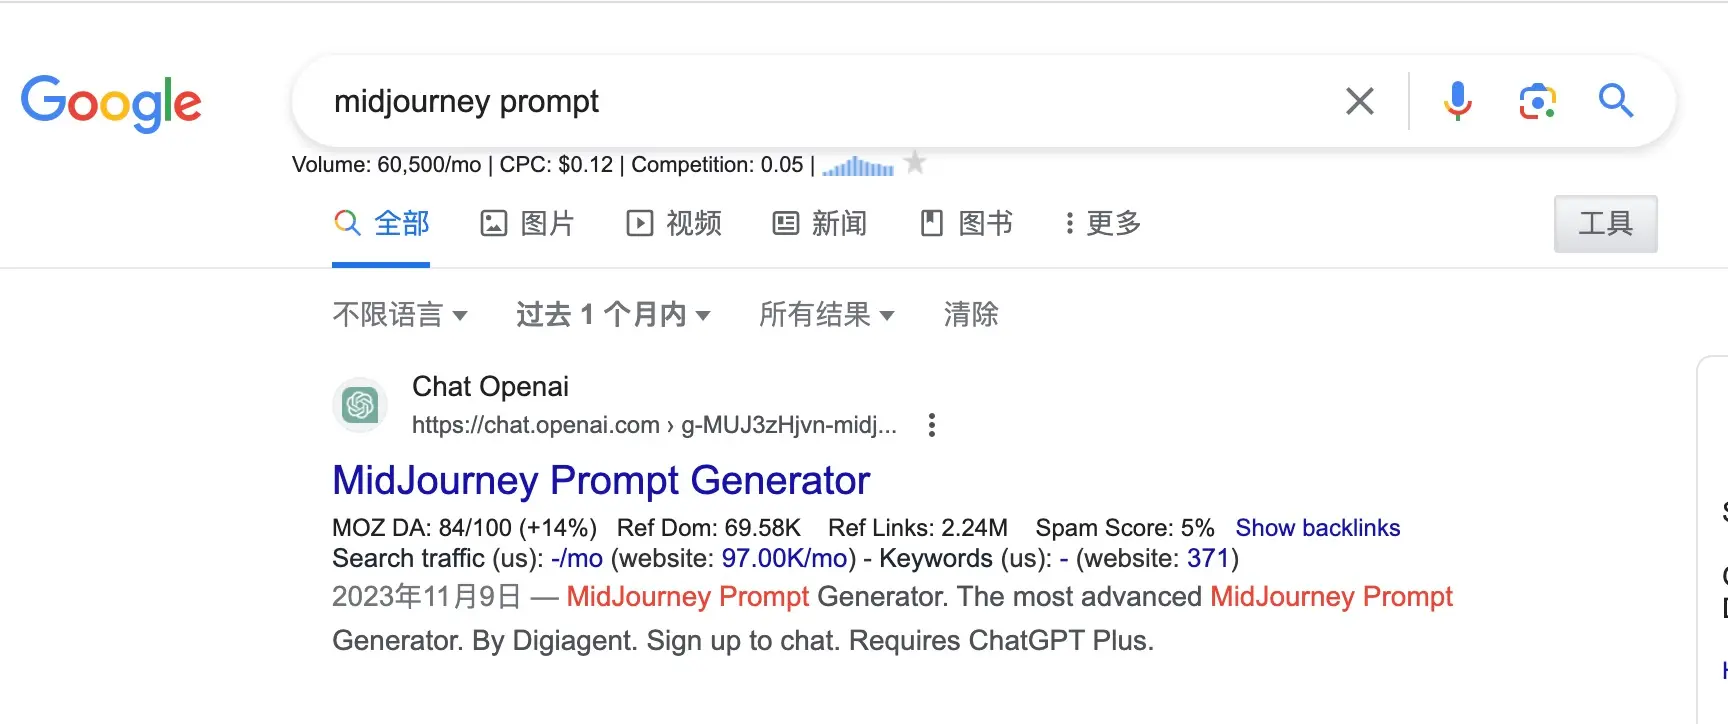 Google
midjourney prompt
Volume: 60,500/mo | CPC: $0.12 | Competition: 0.05 |
全部 图片 视频 新闻 图书 更多 工具
不限语言 过去 1 个月内 所有结果 清除
Chat Openai
https://chat.openai.com › g-MUJ3zHjvn-midj...
MidJourney Prompt Generator
MOZ DA: 84/100 (+14%) Ref Dom: 69.58K Ref Links: 2.24M Spam Score: 5% Show backlinks
Search traffic (us): -/mo (website: 97.00K/mo) - Keywords (us): - (website: 371)
2023年11月9日 — MidJourney Prompt Generator. The most advanced MidJourney Prompt
Generator. By Digiagent. Sign up to chat. Requires ChatGPT Plus.